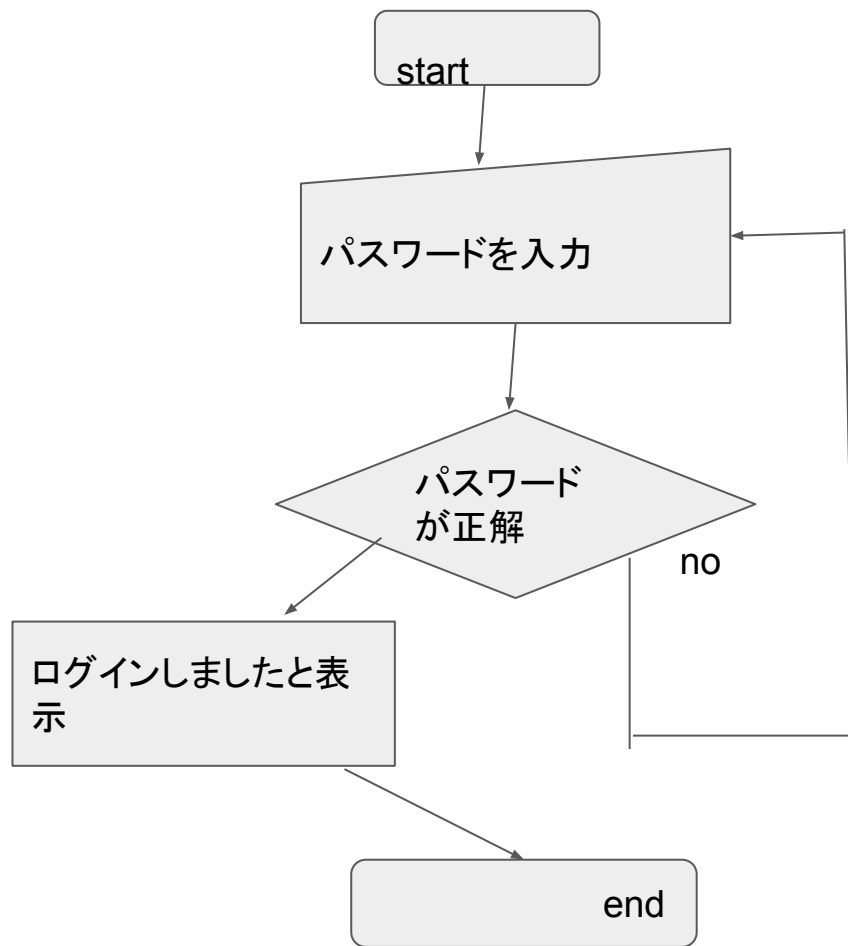 start
パスワードを入力
パスワード
が正解
no
ログインしましたと表
示
end